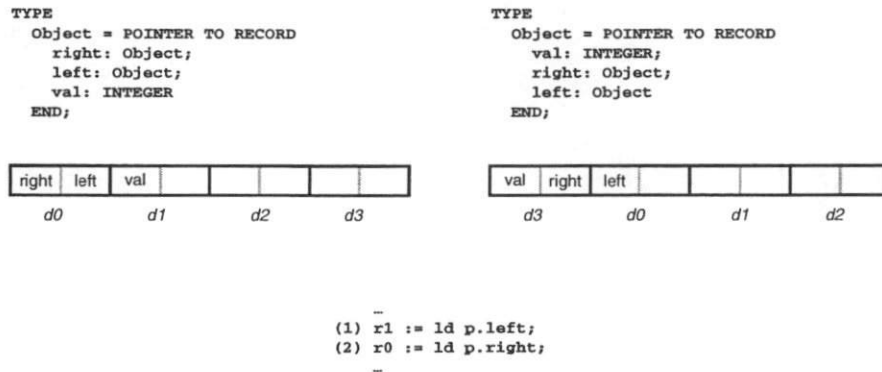 TYPE
Object = POINTER TO RECORD
right: Object;
left: Object;
val: INTEGER
END;
right left val
d0 d1 d2 d3
TYPE
Object = POINTER TO RECORD
val: INTEGER;
right: Object;
left: Object
END;
val right left
d3 d0 d1 d2
…
(1) r1 := ld p.left;
(2) r0 := ld p.right;
…